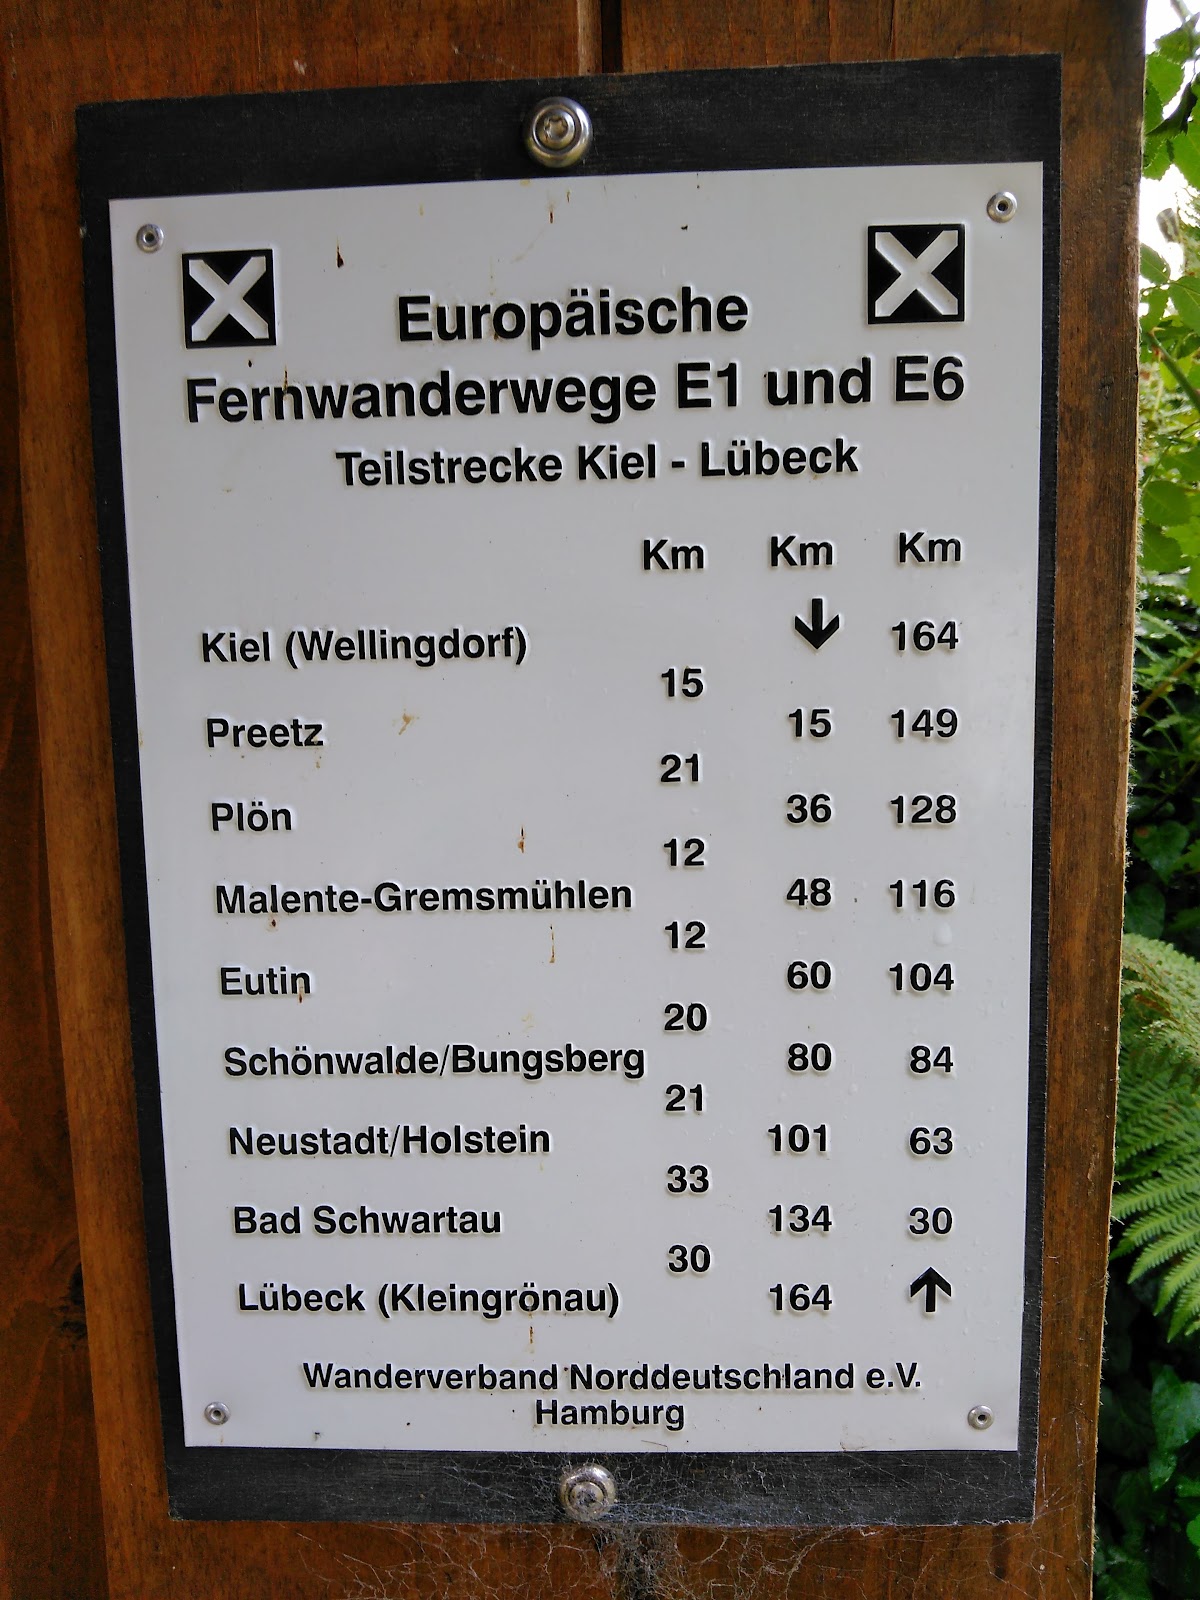 Europäische
Fernwanderwege E1 und E6
Teilstrecke Kiel - Lübeck
Km Km Km
Kiel (Wellingdorf) 164
15
Preetz 15 149
21
Plön 36 128
12
Malente-Gremsmühlen 48 116
12
Eutin 60 104
20
Schönwalde/Bungsberg 80 84
21
Neustadt/Holstein 101 63
33
Bad Schwartau 134 30
30
Lübeck (Kleingrönau) 164
Wanderverband Norddeutschland e.V.
Hamburg